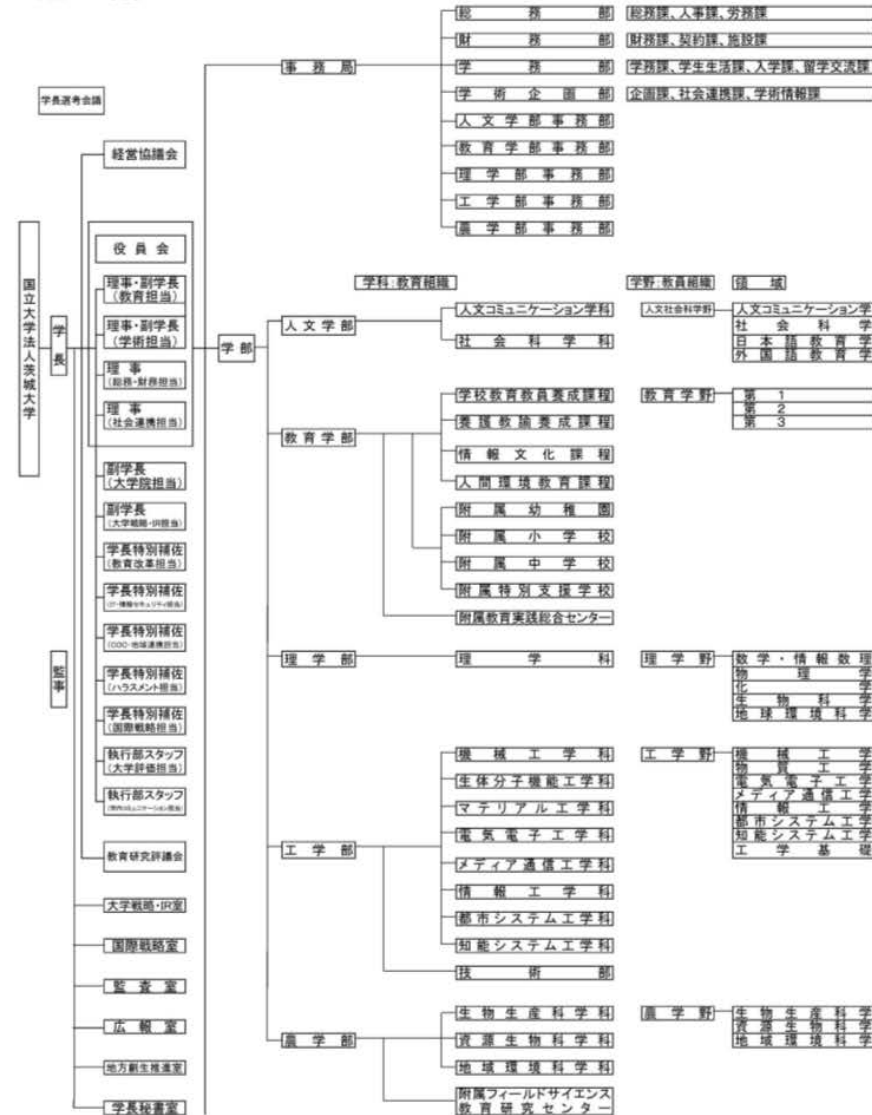 学長選考会議
経営協議会
国立大学法人茨城大学
学長
監事
役員会
理事・副学長
(教育担当)
理事・副学長
(学術担当)
理事
(総務・財務担当)
理事
(社会連携担当)
副学長
(大学院担当)
副学長
(大学戦略・IR担当)
学長特別補佐
(教育改革担当)
学長特別補佐
(IT・情報セキュリティ担当)
学長特別補佐
(COC・地域連携担当)
学長特別補佐
(ハラスメント担当)
学長特別補佐
(国際戦略担当)
執行部スタッフ
(大学評価担当)
執行部スタッフ
教育研究評議会
大学戦略・IR室
国際戦略室
監査室
広報室
地方創生推進室
学長秘書室
事務局
総務部 総務課、人事課、労務課
財務部 財務課、契約課、施設課
学務部 学務課、学生生活課、入学課、留学交流課
学術企画部 企画課、社会連携課、学術情報課
人文学部事務部
教育学部事務部
理学部事務部
工学部事務部
農学部事務部
学科:教育組織 学野:教員組織 領域
学部
人文学部
人文コミュニケーション学科
社会科学科
人文社会科学野
人文コミュニケーション学
社会科学
日本語教育学
外国語教育学
教育学部
学校教育教員養成課程
養護教諭養成課程
情報文化課程
人間環境教育課程
附属幼稚園
附属小学校
附属中学校
附属特別支援学校
附属教育実践総合センター
教育学野
第1
第2
第3
理学部
理学科
理学野
数学・情報数理
物理学
化学
生物科学
地球環境科学
工学部
機械工学科
生体分子機能工学科
マテリアル工学科
電気電子工学科
メディア通信工学科
情報工学科
都市システム工学科
知能システム工学科
技術部
工学野
機械工学
物質工学
電気電子工学
メディア通信工学
情報工学
都市システム工学
知能システム工学
工学基礎
農学部
生物生産科学科
資源生物科学科
地域環境科学科
附属フィールドサイエンス
教育研究センター
農学野
生物生産科学
資源生物科学
地域環境科学